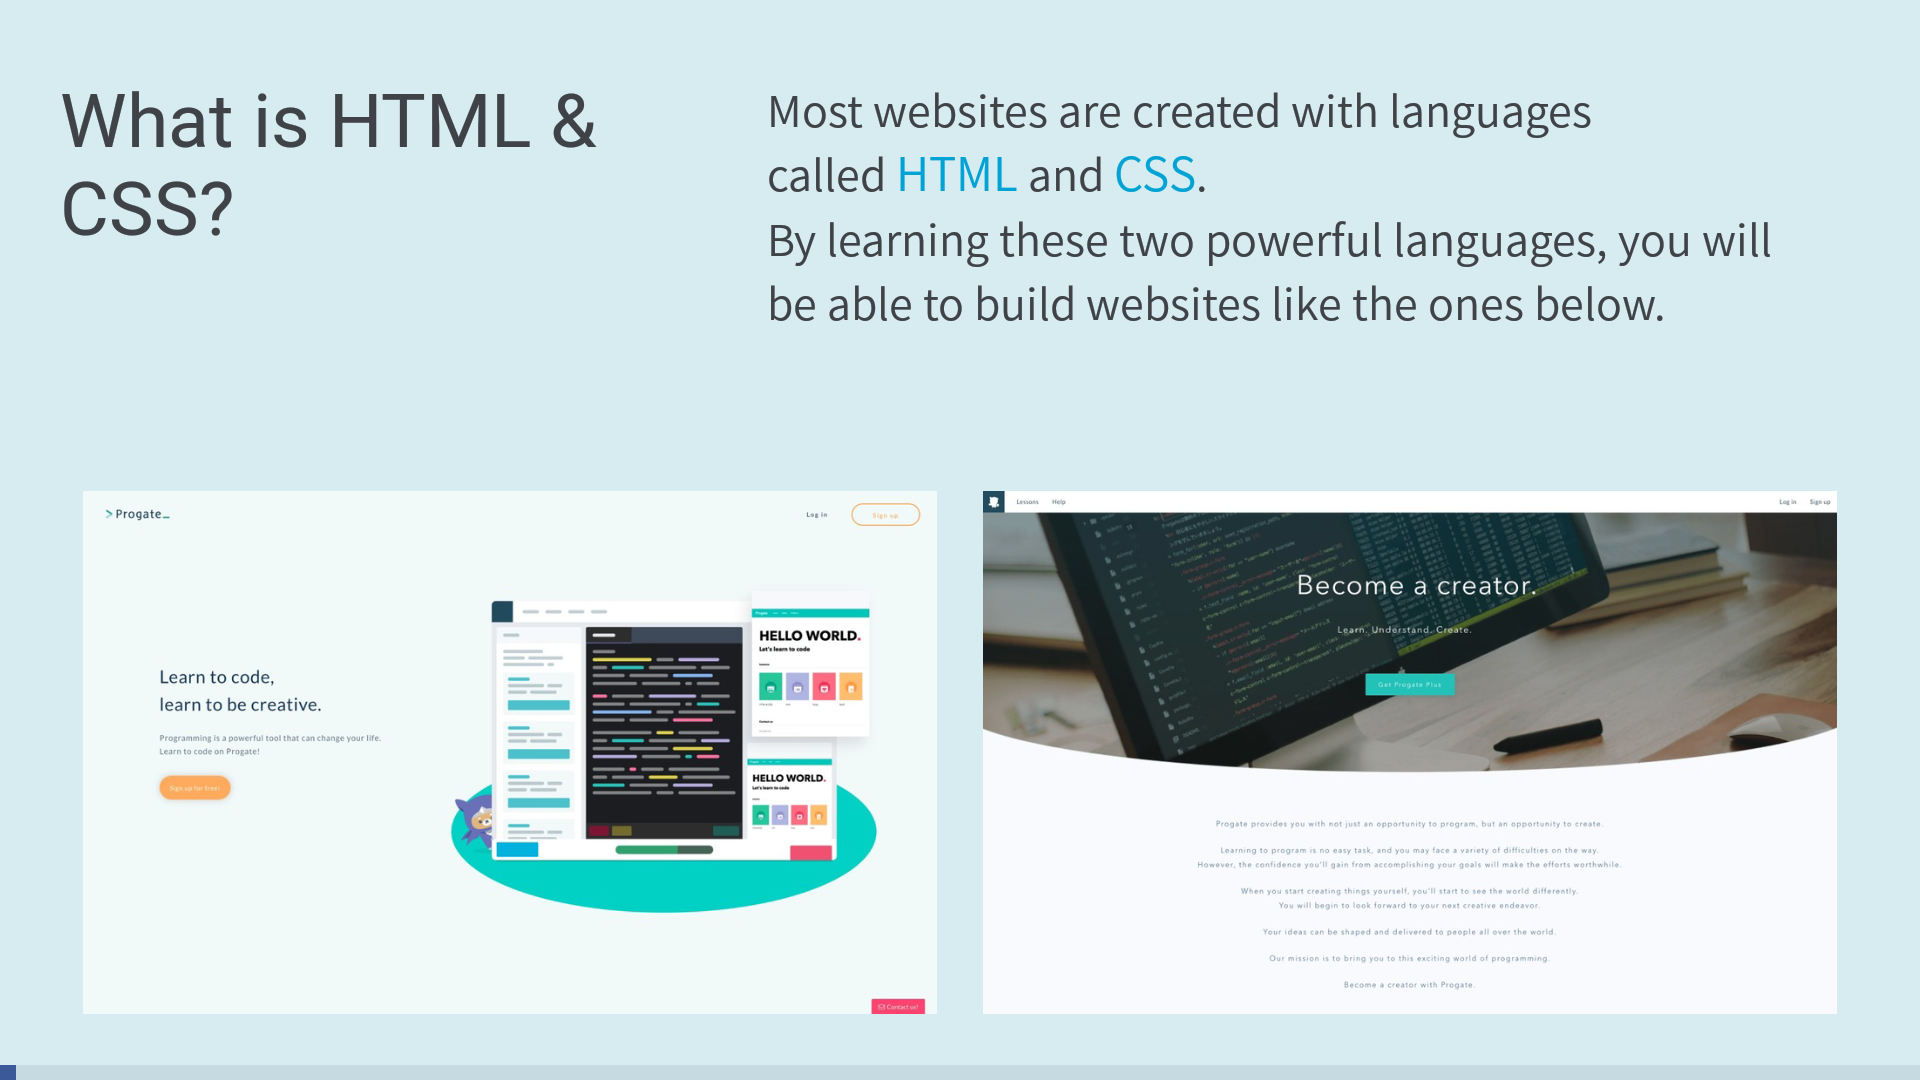 What is HTML &
CSS?
Most websites are created with languages
called HTML and CSS.
By learning these two powerful languages, you will
be able to build websites like the ones below.
>Progate_
Log in
Sign up
Learn to code,
learn to be creative.
Programming is a powerful tool that can change your life.
Learn to code on Progate!
Sign up for free!
Progate
HELLO WORLD.
Let's learn to code
Contact us
HELLO WORLD.
Let's learn to code
Contact us!
Lessons Help
Log in Sign up
Become a creator.
Learn. Understand. Create.
Get Progate Plus
Progate provides you with not just an opportunity to program, but an opportunity to create.
Learning to program is no easy task, and you may face a variety of difficulties on the way.
However, the confidence you'll gain from accomplishing your goals will make the efforts worthwhile.
When you start creating things yourself, you'll start to see the world differently.
You will begin to look forward to your next creative endeavor.
Your ideas can be shaped and delivered to people all over the world.
Our mission is to bring you to this exciting world of programming.
Become a creator with Progate.